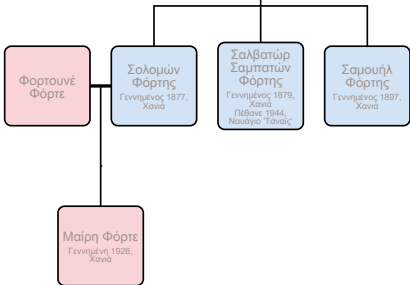 Φορτουνέ
Φόρτε
Σολομών
Φόρτης
Γεννημένος 1877,
Χανιά
Σαλβατώρ
Σαμπατών
Φόρτης
Γεννημένος 1879,
Χανιά
Πέθανε 1944,
Ναυάγιο 'Τάναϊς'
Σαμουήλ
Φόρτης
Γεννημένος 1897,
Χανιά
Μαίρη Φόρτε
Γεννημένη 1926,
Χανιά